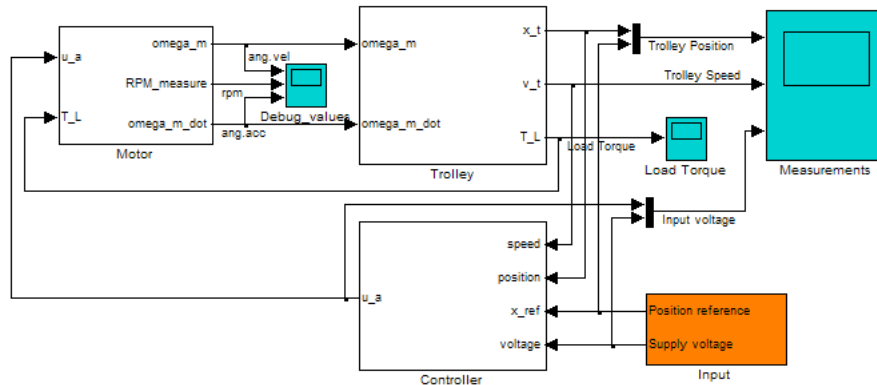 omega_m
ang.vel
u_a
RPM_measure
rpm
Debug_values
T_L
omega_m_dot
ang.acc
Motor
omega_m
omega_m_dot
x_t
v_t
T_L
Trolley
Trolley Position
Trolley Speed
Load Torque
Load Torque
Measurements
Input voltage
speed
position
u_a
x_ref
voltage
Controller
Position reference
Supply voltage
Input